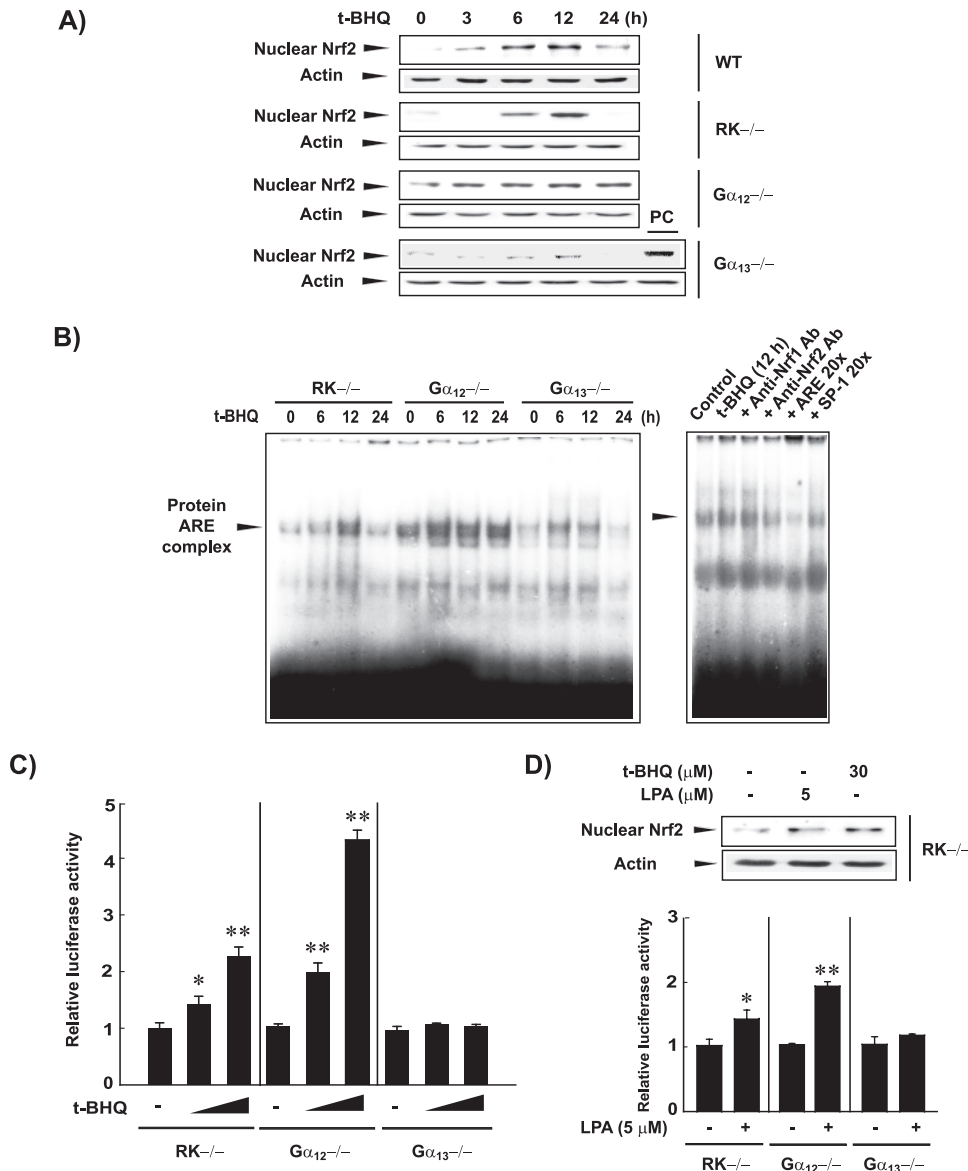 A)
t-BHQ 0 3 6 12 24 (h)
Nuclear Nrf2
Actin
WT
Nuclear Nrf2
Actin
RK−/−
Nuclear Nrf2
Actin
Gα12−/−
PC
Nuclear Nrf2
Actin
Gα13−/−
B)
RK−/− Gα12−/− Gα13−/−
t-BHQ 0 6 12 24 0 6 12 24 0 6 12 24 (h)
Protein
ARE
complex
Control
t-BHQ (12 h)
+ Anti-Nrf1 Ab
+ Anti-Nrf2 Ab
+ ARE 20x
+ SP-1 20x
C)
Relative luciferase activity
5
4
3
2
1
0
* ** ** **
t-BHQ - - -
RK−/− Gα12−/− Gα13−/−
D)
t-BHQ (μM) - - 30
LPA (μM) - 5 -
Nuclear Nrf2
Actin
RK−/−
Relative luciferase activity
3
2
1
0
* **
LPA (5 μM) - + - + - +
RK−/− Gα12−/− Gα13−/−